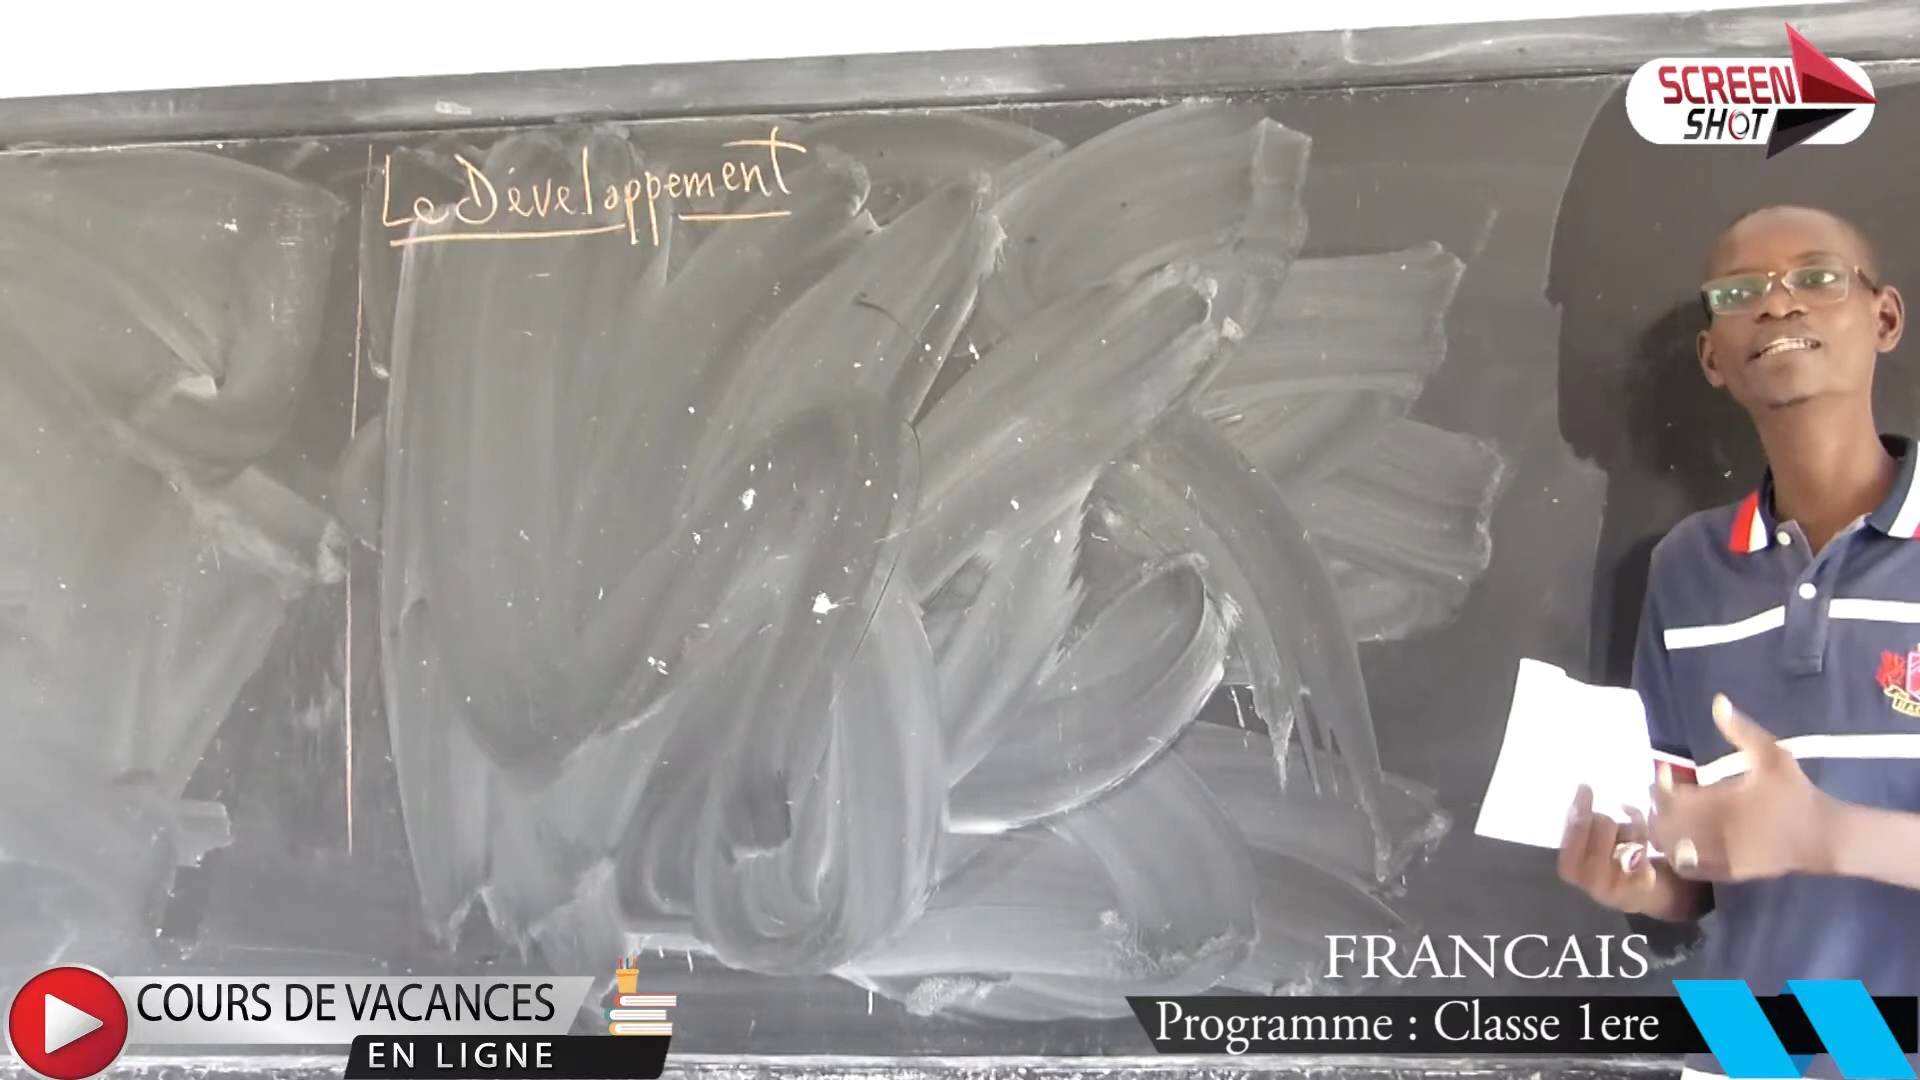 SCREEN
SHOT
Le Développement
FRANCAIS
Programme : Classe 1ere
COURS DE VACANCES
EN LIGNE